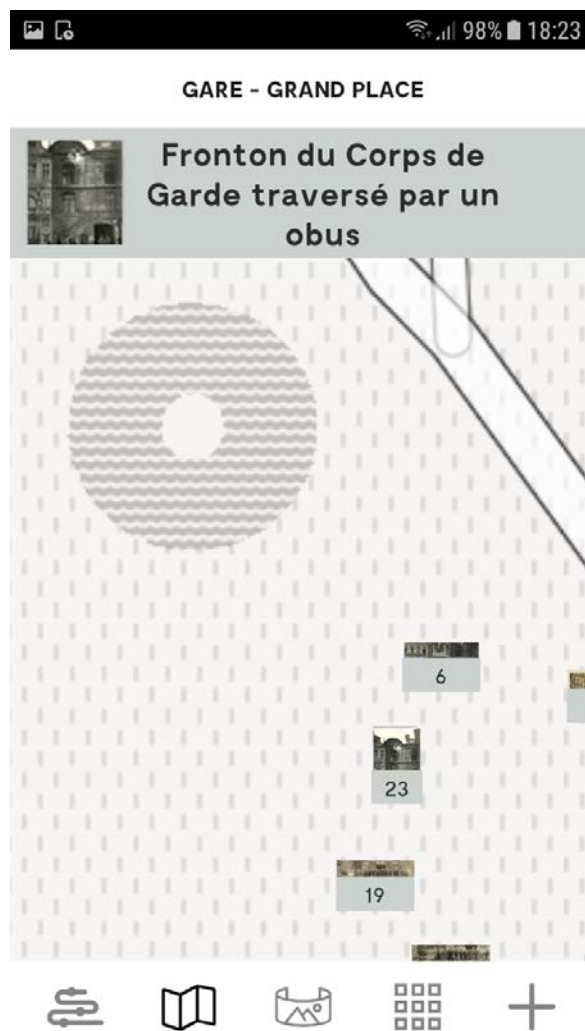 98% 18:23
GARE - GRAND PLACE
Fronton du Corps de
Garde traversé par un
obus
6
23
19